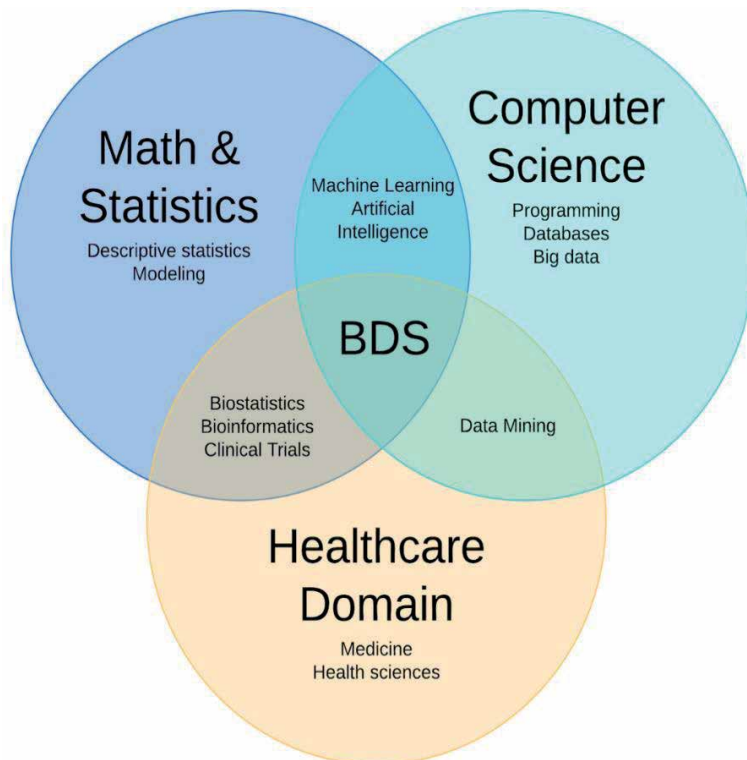 Math &
Statistics
Descriptive statistics
Modeling
Computer
Science
Programming
Databases
Big data
Machine Learning
Artificial
Intelligence
BDS
Biostatistics
Bioinformatics
Clinical Trials
Data Mining
Healthcare
Domain
Medicine
Health sciences